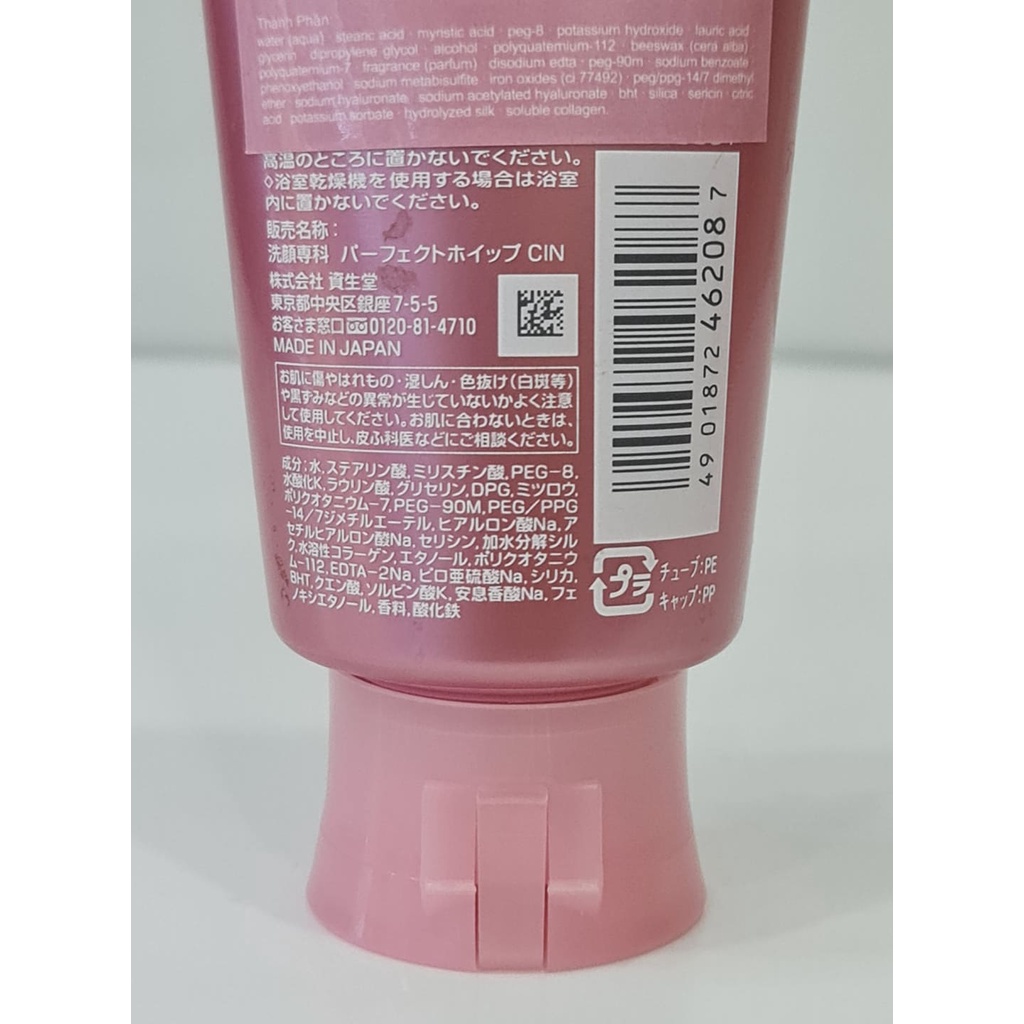 Thành Phần
water (aqua) · stearic acid · myristic acid · peg-8 · potassium hydroxide · lauric acid
glycerin · dipropylene glycol · alcohol · polyquaternium-112 · beeswax (cera alba)
polyquaternium-7 · fragrance (parfum) · disodium edta · peg-90m · sodium benzoate
phenoxyethanol · sodium metabisulfite · iron oxides (ci 77492) · peg/ppg-14/7 dimethyl
ether · sodium hyaluronate · sodium acetylated hyaluronate · bht · silica · sericin · citric
acid · potassium sorbate · hydrolyzed silk · soluble collagen.
高温のところに置かないでください。
◇浴室乾燥機を使用する場合は浴室
内に置かないでください。
販売名称：
洗顔専科 パーフェクトホイップ CIN
株式会社 資生堂
東京都中央区銀座7-5-5
お客さま窓口 0120-81-4710
MADE IN JAPAN
お肌に傷やはれもの・湿しん・色抜け(白斑等)
や黒ずみなどの異常が生じていないかよく注意
して使用してください。お肌に合わないときは、
使用を中止し、皮ふ科医などにご相談ください。
成分：水,ステアリン酸,ミリスチン酸,PEG-8,
水酸化K,ラウリン酸,グリセリン,DPG,ミツロウ,
ポリクオタニウム-7,PEG-90M,PEG/PPG
-14/7ジメチルエーテル,ヒアルロン酸Na,ア
セチルヒアルロン酸Na,セリシン,加水分解シル
ク,水溶性コラーゲン,エタノール,ポリクオタニウ
ム-112,EDTA-2Na,ピロ亜硫酸Na,シリカ,
BHT,クエン酸,ソルビン酸K,安息香酸Na,フェ
ノキシエタノール,香料,酸化鉄
49 01872 46208 7
プラ
チューブ:PE
キャップ:PP